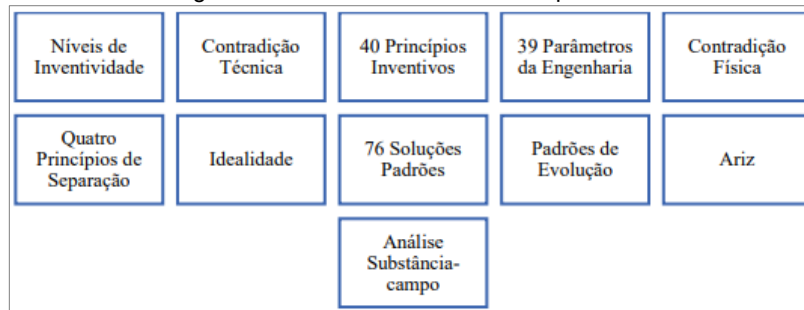 Níveis de
Inventividade
Contradição
Técnica
40 Princípios
Inventivos
39 Parâmetros
da Engenharia
Contradição
Física
Quatro
Princípios de
Separação
Idealidade
76 Soluções
Padrões
Padrões de
Evolução
Ariz
Análise
Substância-
campo